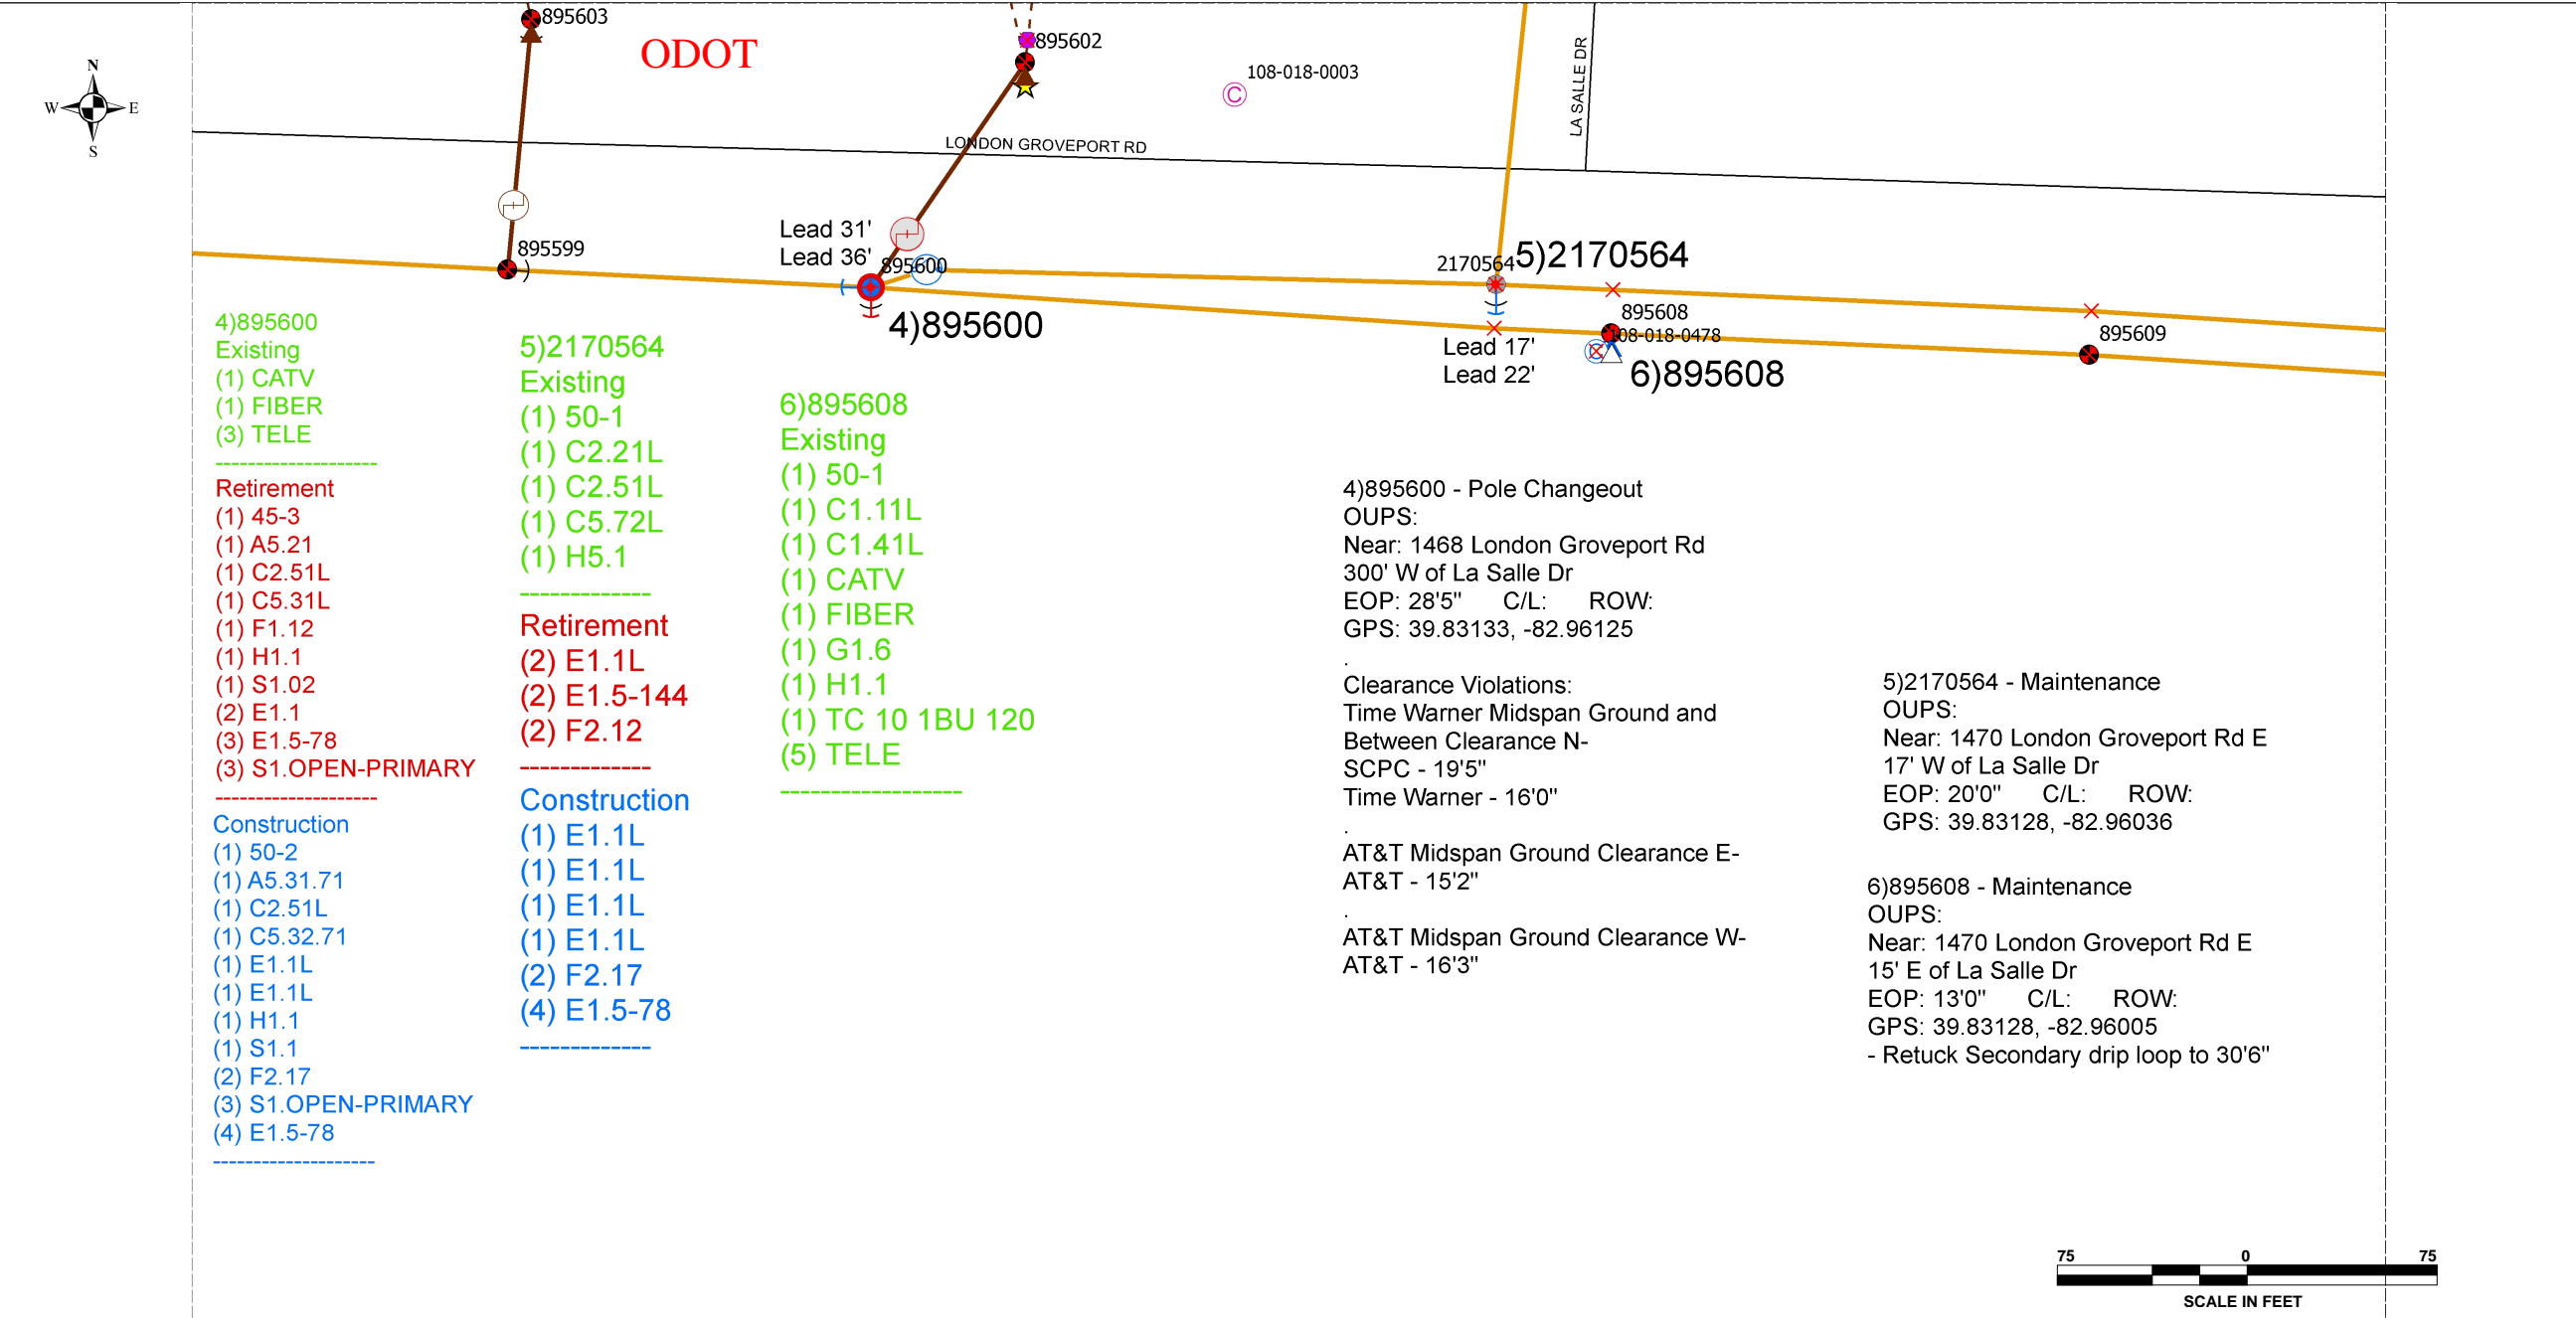 895603
ODOT
895602
108-018-0003
LA SALLE DR
N
W E
S
LONDON GROVEPORT RD
Lead 31'
Lead 36'
895599
895600
4)895600
2170564
5)2170564
895608
108-018-0478
895609
Lead 17'
Lead 22'
6)895608
4)895600
Existing
(1) CATV
(1) FIBER
(3) TELE
--------------------
Retirement
(1) 45-3
(1) A5.21
(1) C2.51L
(1) C5.31L
(1) F1.12
(1) H1.1
(1) S1.02
(2) E1.1
(3) E1.5-78
(3) S1.OPEN-PRIMARY
--------------------
Construction
(1) 50-2
(1) A5.31.71
(1) C2.51L
(1) C5.32.71
(1) E1.1L
(1) E1.1L
(1) H1.1
(1) S1.1
(2) F2.17
(3) S1.OPEN-PRIMARY
(4) E1.5-78
--------------------
5)2170564
Existing
(1) 50-1
(1) C2.21L
(1) C2.51L
(1) C5.72L
(1) H5.1
-------------
Retirement
(2) E1.1L
(2) E1.5-144
(2) F2.12
-------------
Construction
(1) E1.1L
(1) E1.1L
(1) E1.1L
(1) E1.1L
(2) F2.17
(4) E1.5-78
-------------
6)895608
Existing
(1) 50-1
(1) C1.11L
(1) C1.41L
(1) CATV
(1) FIBER
(1) G1.6
(1) H1.1
(1) TC 10 1BU 120
(5) TELE
------------------
4)895600 - Pole Changeout
OUPS:
Near: 1468 London Groveport Rd
300' W of La Salle Dr
EOP: 28'5" C/L: ROW:
GPS: 39.83133, -82.96125
.
Clearance Violations:
Time Warner Midspan Ground and
Between Clearance N-
SCPC - 19'5"
Time Warner - 16'0"
.
AT&T Midspan Ground Clearance E-
AT&T - 15'2"
.
AT&T Midspan Ground Clearance W-
AT&T - 16'3"
5)2170564 - Maintenance
OUPS:
Near: 1470 London Groveport Rd E
17' W of La Salle Dr
EOP: 20'0" C/L: ROW:
GPS: 39.83128, -82.96036
6)895608 - Maintenance
OUPS:
Near: 1470 London Groveport Rd E
15' E of La Salle Dr
EOP: 13'0" C/L: ROW:
GPS: 39.83128, -82.96005
- Retuck Secondary drip loop to 30'6"
75 0 75
SCALE IN FEET